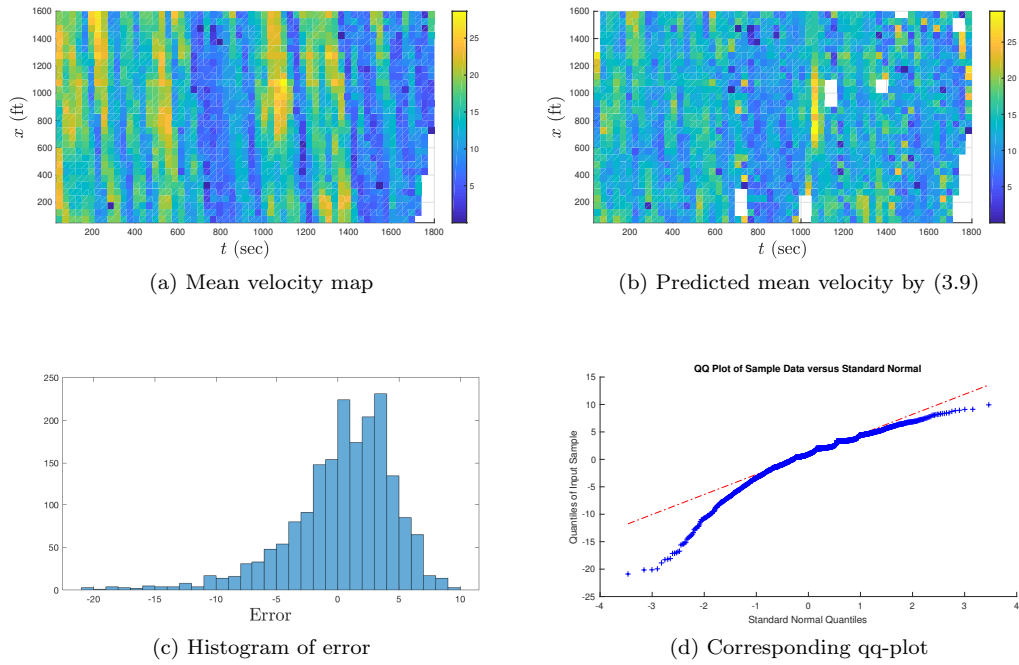 1600
1400
1200
1000
800
600
400
200
x (ft)
200 400 600 800 1000 1200 1400 1600 1800
t (sec)
25
20
15
10
5
(a) Mean velocity map
1600
1400
1200
1000
800
600
400
200
x (ft)
200 400 600 800 1000 1200 1400 1600 1800
t (sec)
25
20
15
10
5
(b) Predicted mean velocity by (3.9)
250
200
150
100
50
0
-20 -15 -10 -5 0 5 10
Error
(c) Histogram of error
QQ Plot of Sample Data versus Standard Normal
15
10
5
0
-5
-10
-15
-20
-25
Quantiles of Input Sample
-4 -3 -2 -1 0 1 2 3 4
Standard Normal Quantiles
(d) Corresponding qq-plot